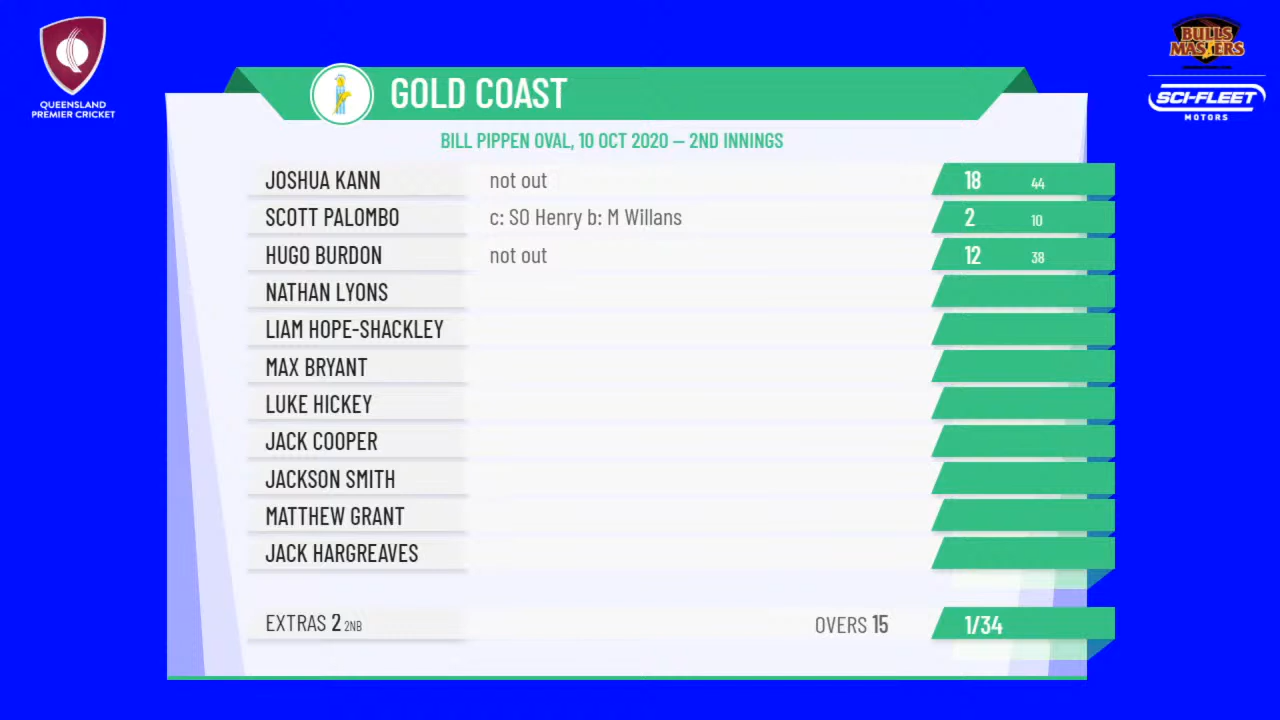 QUEENSLAND
PREMIER CRICKET
BULLS
MASTERS
SCI-FLEET
MOTORS
GOLD COAST
BILL PIPPEN OVAL, 10 OCT 2020 – 2ND INNINGS
JOSHUA KANN not out 18 44
SCOTT PALOMBO c: SO Henry b: M Willans 2 10
HUGO BURDON not out 12 38
NATHAN LYONS
LIAM HOPE-SHACKLEY
MAX BRYANT
LUKE HICKEY
JACK COOPER
JACKSON SMITH
MATTHEW GRANT
JACK HARGREAVES
EXTRAS 2 2NB OVERS 15 1/34